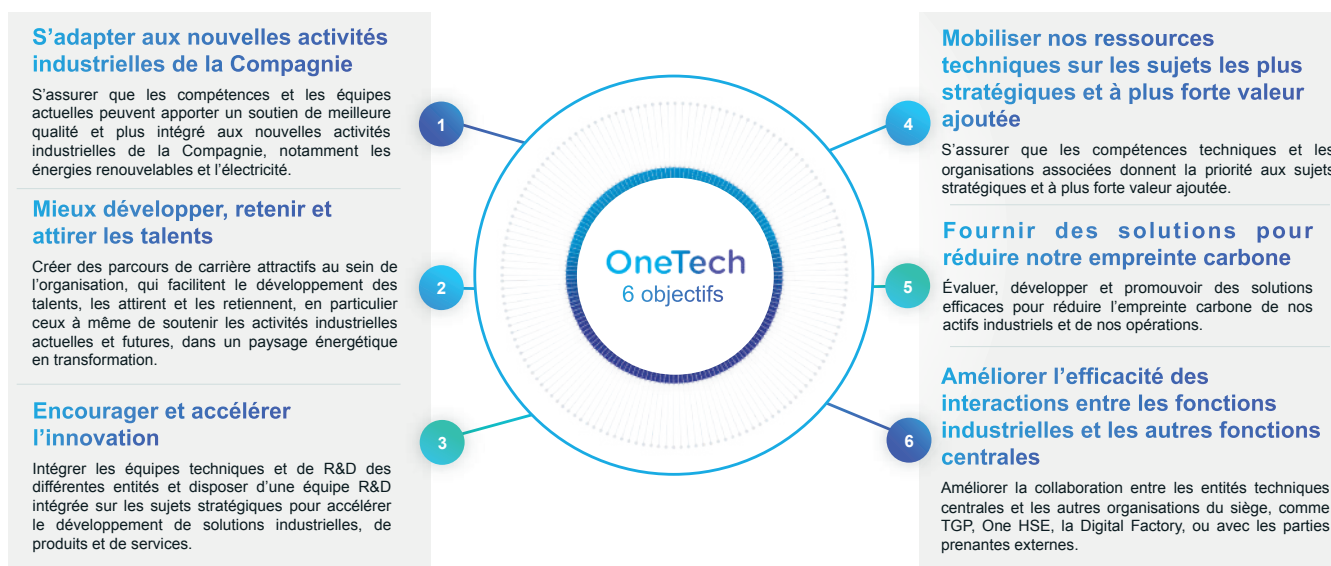 S’adapter aux nouvelles activités
industrielles de la Compagnie
S’assurer que les compétences et les équipes
actuelles peuvent apporter un soutien de meilleure
qualité et plus intégré aux nouvelles activités
industrielles de la Compagnie, notamment les
énergies renouvelables et l’électricité.
1
Mieux développer, retenir et
attirer les talents
Créer des parcours de carrière attractifs au sein de
l’organisation, qui facilitent le développement des
talents, les attirent et les retiennent, en particulier
ceux à même de soutenir les activités industrielles
actuelles et futures, dans un paysage énergétique
en transformation.
2
Encourager et accélérer
l’innovation
Intégrer les équipes techniques et de R&D des
différentes entités et disposer d’une équipe R&D
intégrée sur les sujets stratégiques pour accélérer
le développement de solutions industrielles, de
produits et de services.
3
OneTech
6 objectifs
4
Mobiliser nos ressources
techniques sur les sujets les plus
stratégiques et à plus forte valeur
ajoutée
S’assurer que les compétences techniques et les
organisations associées donnent la priorité aux sujets
stratégiques et à plus forte valeur ajoutée.
5
Fournir des solutions pour
réduire notre empreinte carbone
Évaluer, développer et promouvoir des solutions
efficaces pour réduire l’empreinte carbone de nos
actifs industriels et de nos opérations.
6
Améliorer l’efficacité des
interactions entre les fonctions
industrielles et les autres fonctions
centrales
Améliorer la collaboration entre les entités techniques
centrales et les autres organisations du siège, comme
TGP, One HSE, la Digital Factory, ou avec les parties
prenantes externes.